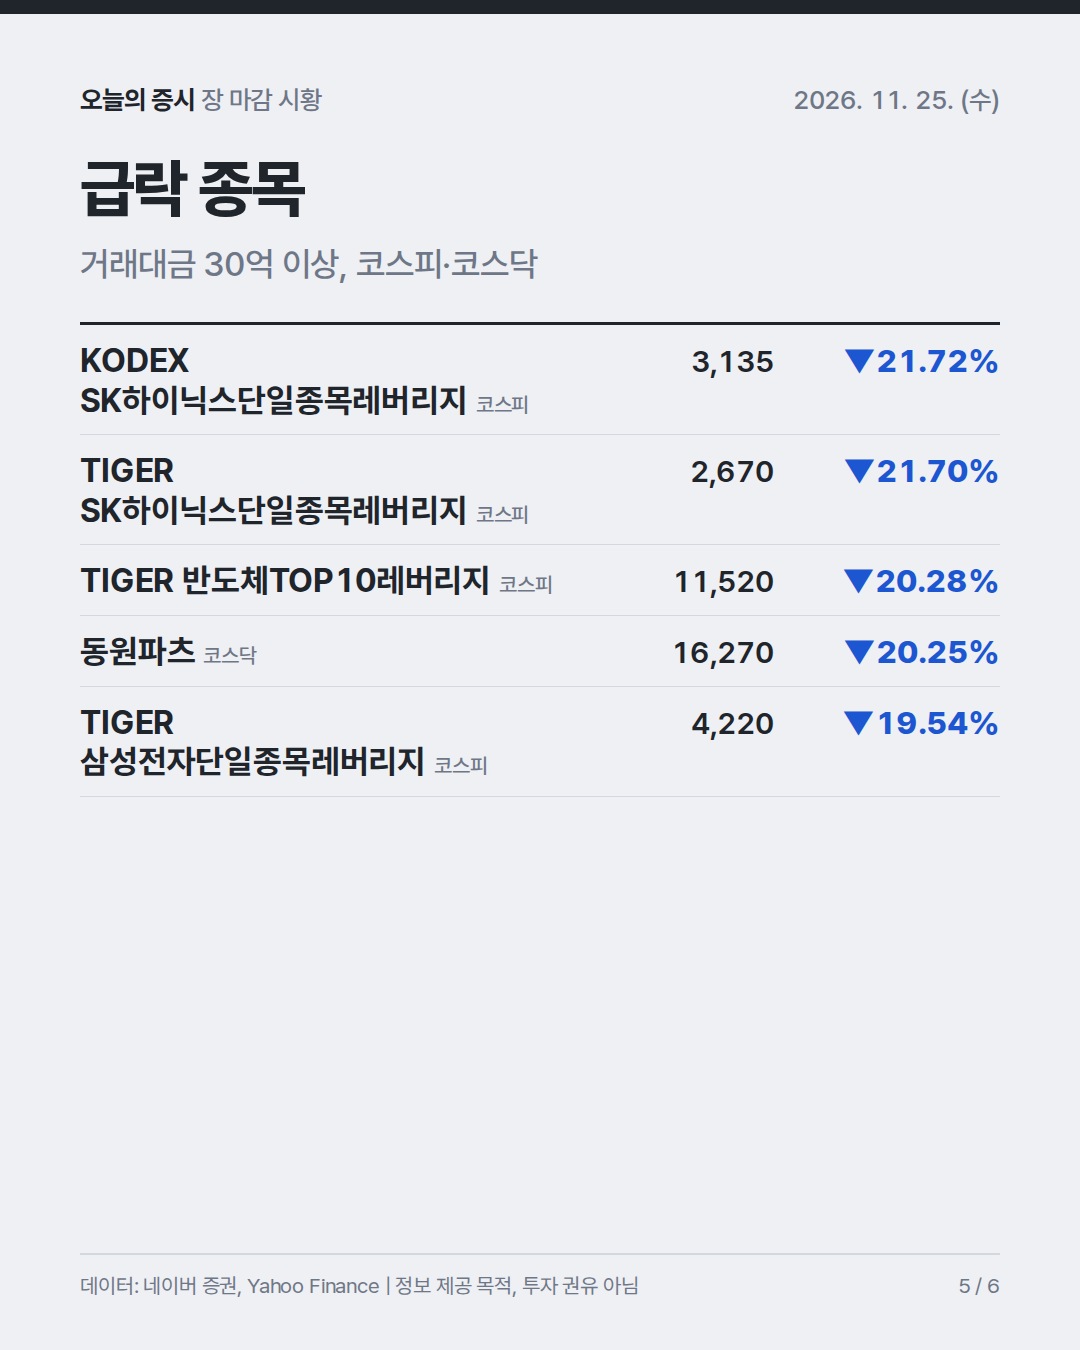 오늘의 증시 장 마감 시황 2026. 11. 25. (수)
급락 종목
거래대금 30억 이상, 코스피·코스닥
KODEX 3,135 ▼21.72%
SK하이닉스단일종목레버리지 코스피
TIGER 2,670 ▼21.70%
SK하이닉스단일종목레버리지 코스피
TIGER 반도체TOP10레버리지 코스피 11,520 ▼20.28%
동원파츠 코스닥 16,270 ▼20.25%
TIGER 4,220 ▼19.54%
삼성전자단일종목레버리지 코스피
데이터: 네이버 증권, Yahoo Finance | 정보 제공 목적, 투자 권유 아님 5 / 6